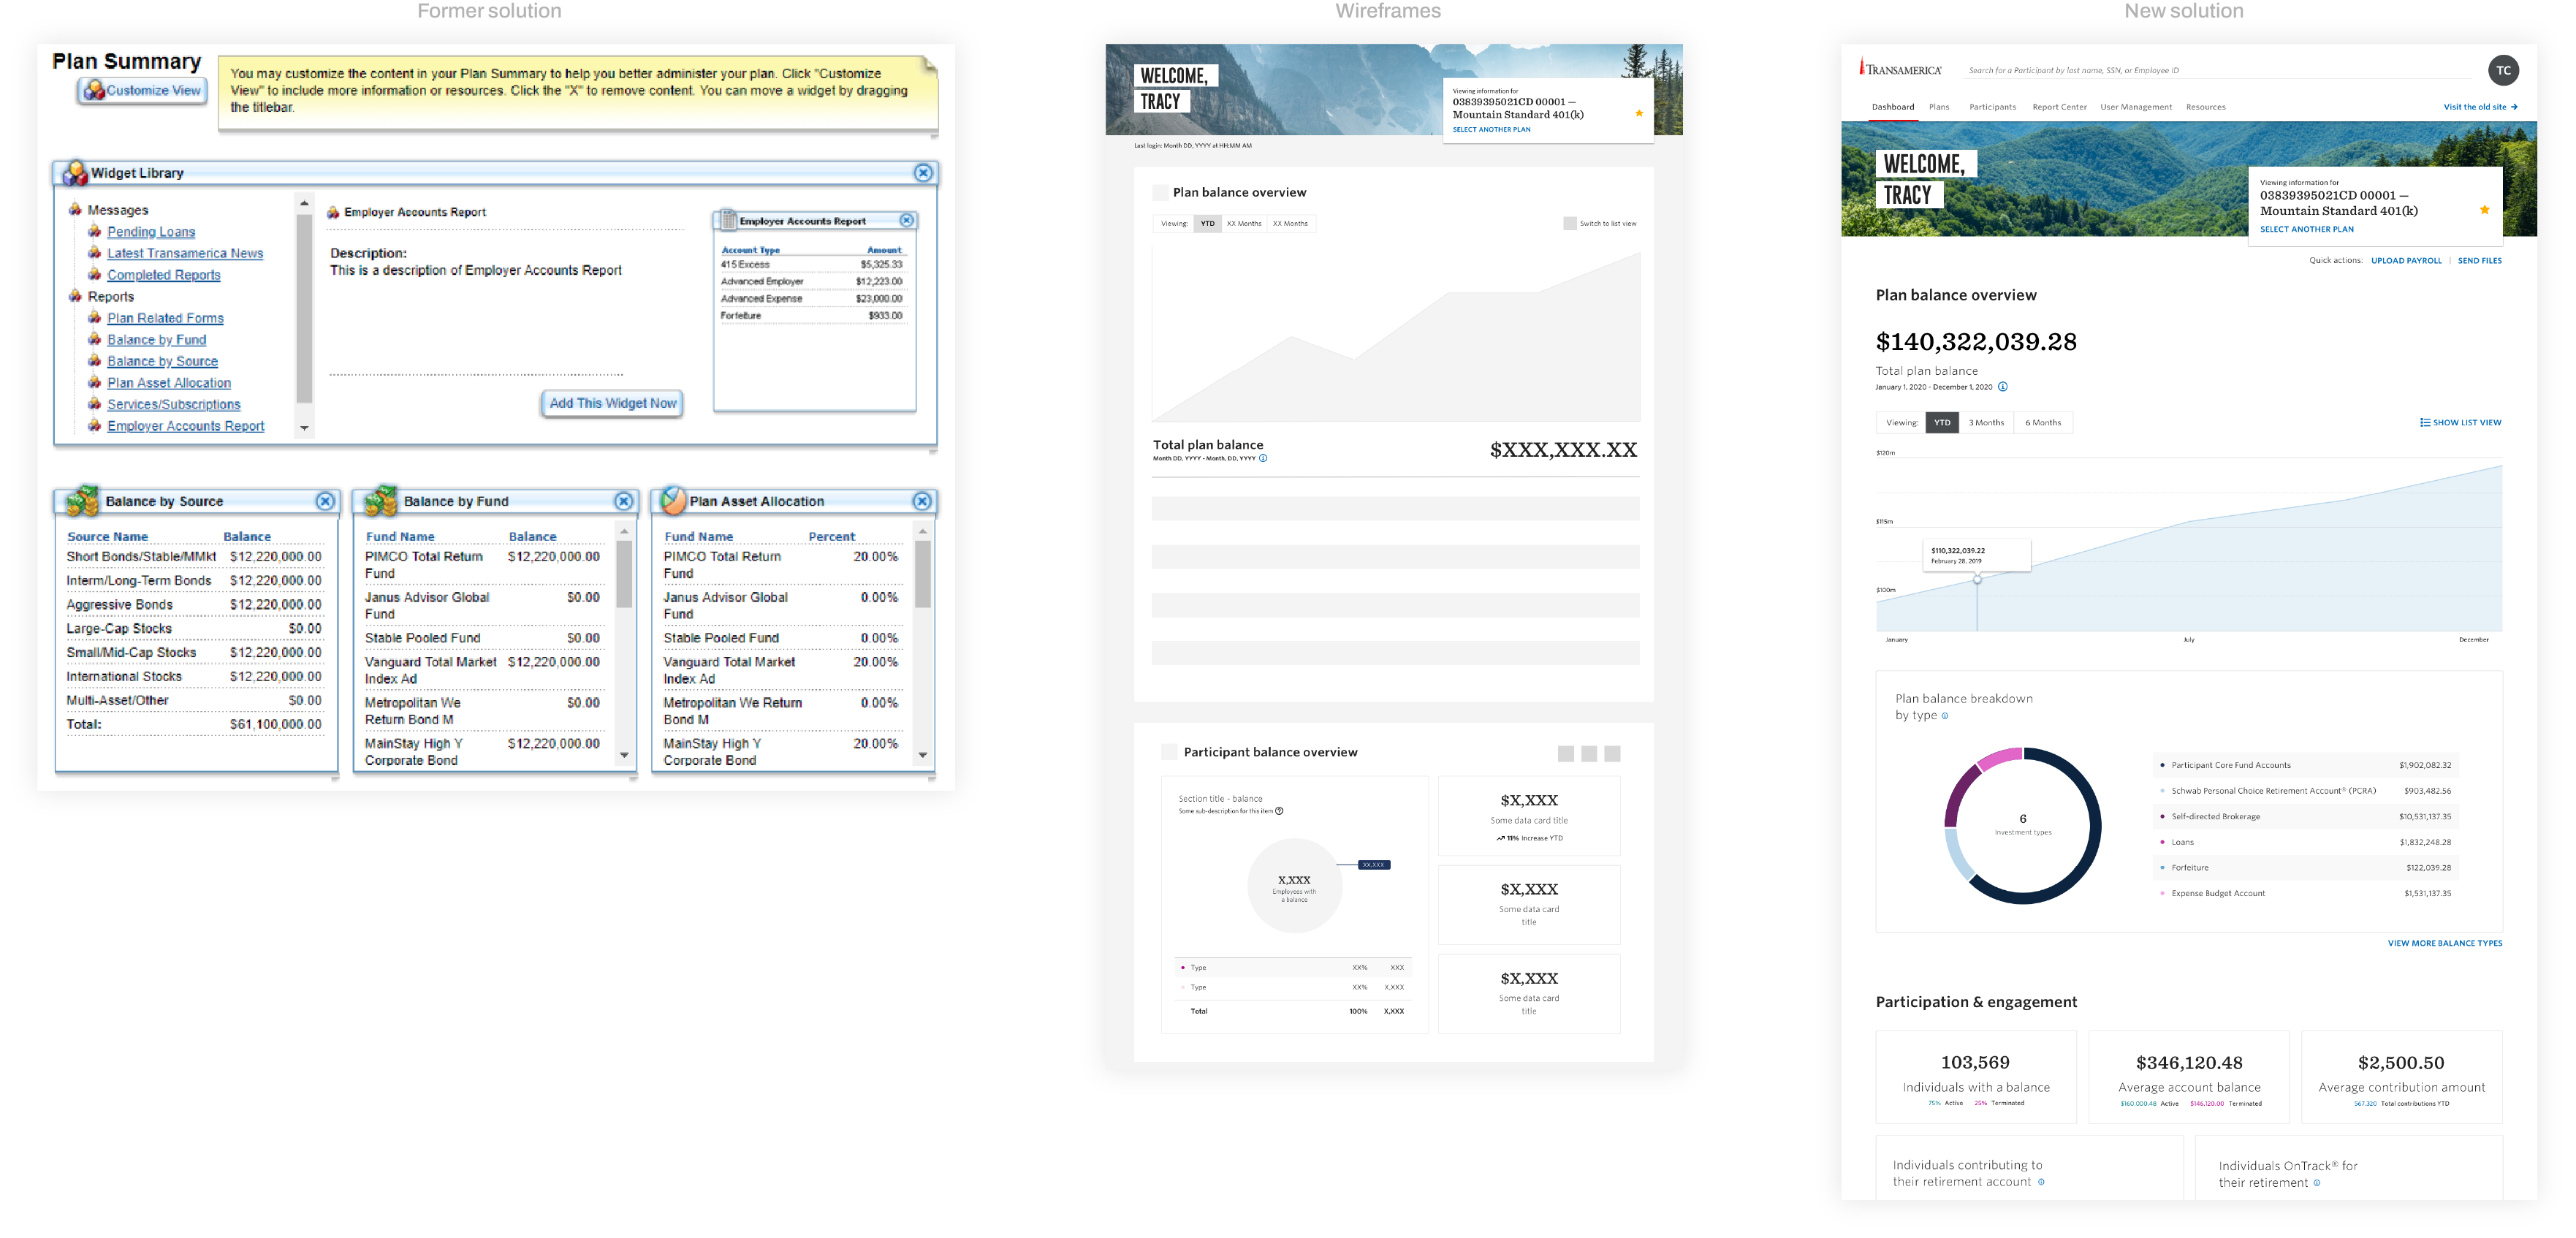 Former solution
Plan Summary
Customize View
You may customize the content in your Plan Summary to help you better administer your plan. Click "Customize
View" to include more information or resources. Click the "X" to remove content. You can move a widget by dragging
the titlebar.
Widget Library
Messages
Pending Loans
Latest Transamerica News
Completed Reports
Reports
Plan Related Forms
Balance by Fund
Balance by Source
Plan Asset Allocation
Services/Subscriptions
Employer Accounts Report
Employer Accounts Report
Description:
This is a description of Employer Accounts Report
Add This Widget Now
Employer Accounts Report
Account Type Amount
415 Excess $5,325.33
Advanced Employer $12,223.00
Advanced Expense $23,000.00
Forfeiture $933.00
Balance by Source
Source Name Balance
Short Bonds/Stable/MMkt $12,220,000.00
Interm/Long-Term Bonds $12,220,000.00
Aggressive Bonds $12,220,000.00
Large-Cap Stocks $0.00
Small/Mid-Cap Stocks $12,220,000.00
International Stocks $12,220,000.00
Multi-Asset/Other $0.00
Total: $61,100,000.00
Balance by Fund
Fund Name Balance
PIMCO Total Return $12,220,000.00
Fund
Janus Advisor Global $0.00
Fund
Stable Pooled Fund $0.00
Vanguard Total Market $12,220,000.00
Index Ad
Metropolitan We $0.00
Return Bond M
MainStay High Y $12,220,000.00
Corporate Bond
Plan Asset Allocation
Fund Name Percent
PIMCO Total Return 20.00%
Fund
Janus Advisor Global 0.00%
Fund
Stable Pooled Fund 0.00%
Vanguard Total Market 20.00%
Index Ad
Metropolitan We Return 0.00%
Bond M
MainStay High Y 20.00%
Corporate Bond
Wireframes
WELCOME,
TRACY
Viewing information for
03839395021CD 00001 —
Mountain Standard 401(k)
SELECT ANOTHER PLAN
Last login: Month DD, YYYY at HH:MM AM
Plan balance overview
Viewing: YTD XX Months XX Months
Switch to list view
Total plan balance $XXX,XXX.XX
Month DD, YYYY - Month, DD, YYYY
Participant balance overview
Section title - balance
Some sub-description for this item
XX,XXX
X,XXX
Employees with
a balance
Type XX% XXX
Type XX% X,XXX
Total 100% X,XXX
$X,XXX
Some data card title
11% Increase YTD
$X,XXX
Some data card
title
$X,XXX
Some data card
title
New solution
TRANSAMERICA
Search for a Participant by last name, SSN, or Employee ID
TC
Dashboard Plans Participants Report Center User Management Resources
Visit the old site →
WELCOME,
TRACY
Viewing information for
03839395021CD 00001 —
Mountain Standard 401(k)
SELECT ANOTHER PLAN
Quick actions: UPLOAD PAYROLL | SEND FILES
Plan balance overview
$140,322,039.28
Total plan balance
January 1, 2020 - December 1, 2020
Viewing: YTD 3 Months 6 Months
SHOW LIST VIEW
$120m
$115m
$110,322,039.22
February 28, 2019
$100m
January July December
Plan balance breakdown
by type
6
Investment types
Participant Core Fund Accounts $1,902,082.32
Schwab Personal Choice Retirement Account® (PCRA) $903,482.56
Self-directed Brokerage $10,531,137.35
Loans $1,832,248.28
Forfeiture $122,039.28
Expense Budget Account $1,531,137.35
VIEW MORE BALANCE TYPES
Participation & engagement
103,569
Individuals with a balance
75% Active 25% Terminated
$346,120.48
Average account balance
$160,000.48 Active $146,120.00 Terminated
$2,500.50
Average contribution amount
567,320 Total contributions YTD
Individuals contributing to
their retirement account
Individuals OnTrack® for
their retirement